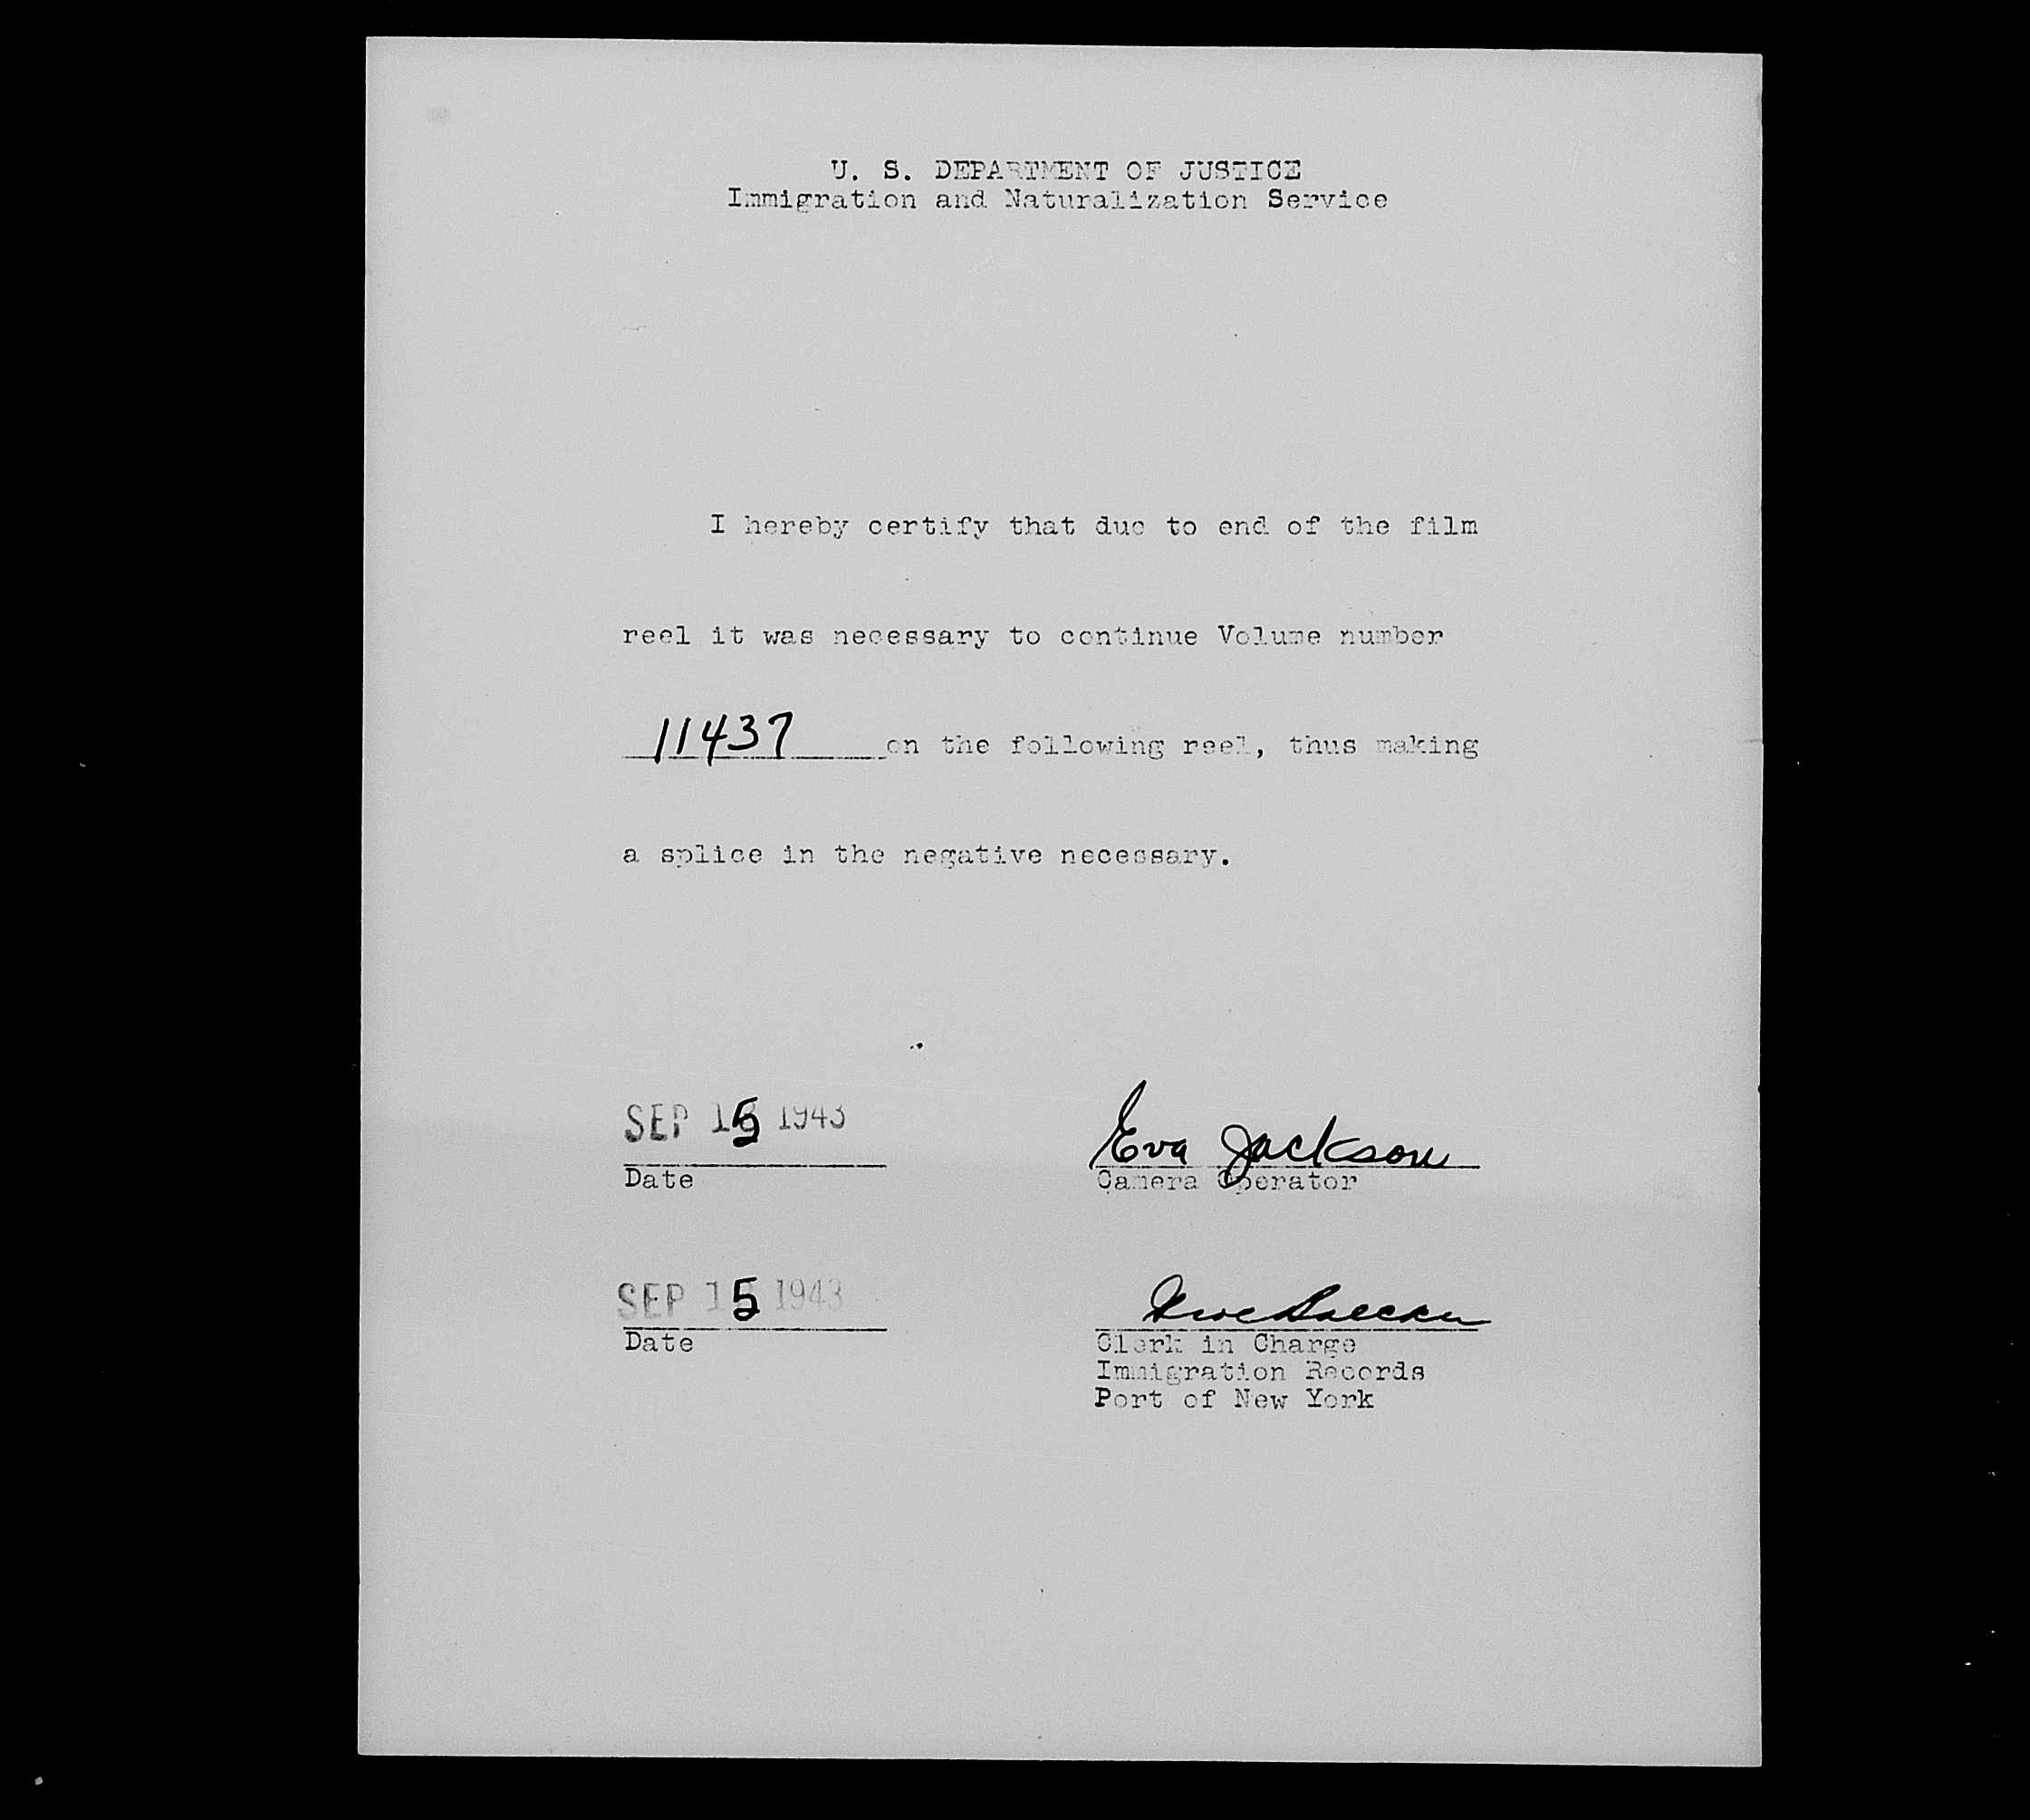 U. S. DEPARTMENT OF JUSTICE
Immigration and Naturalization Service
I hereby certify that due to end of the film
reel it was necessary to continue Volume number
11437 on the following reel, thus making
a splice in the negative necessary.
SEP 15 1943
Eva Jackson
Date
Camera Operator
SEP 15 1943
Date
Clerk in Charge
Immigration Records
Port of New York